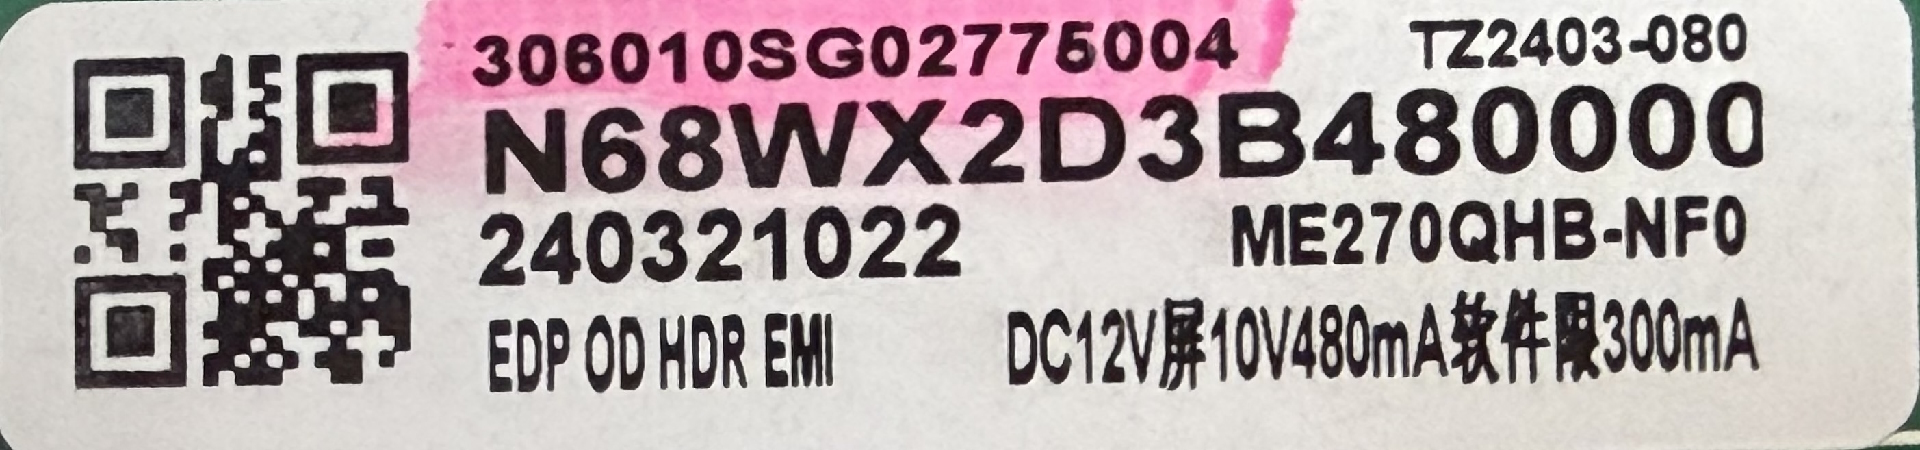 306010SG02775004 TZ2403-080
N68WX2D3B480000
240321022 ME270QHB-NF0
EDP OD HDR EMI DC12V屏10V480mA软件限300mA